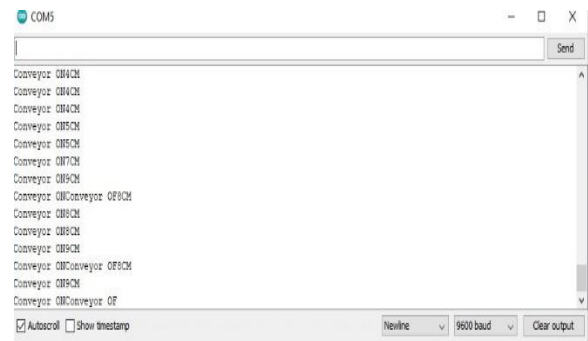 COM5
Send
Conveyor ON4CM
Conveyor ON4CM
Conveyor ON4CM
Conveyor ON5CM
Conveyor ON5CM
Conveyor ON7CM
Conveyor ON9CM
Conveyor ONConveyor OF8CM
Conveyor ON8CM
Conveyor ON8CM
Conveyor ON9CM
Conveyor ONConveyor OF8CM
Conveyor ON9CM
Conveyor ONConveyor OF
Autoscroll Show timestamp Newline 9600 baud Clear output